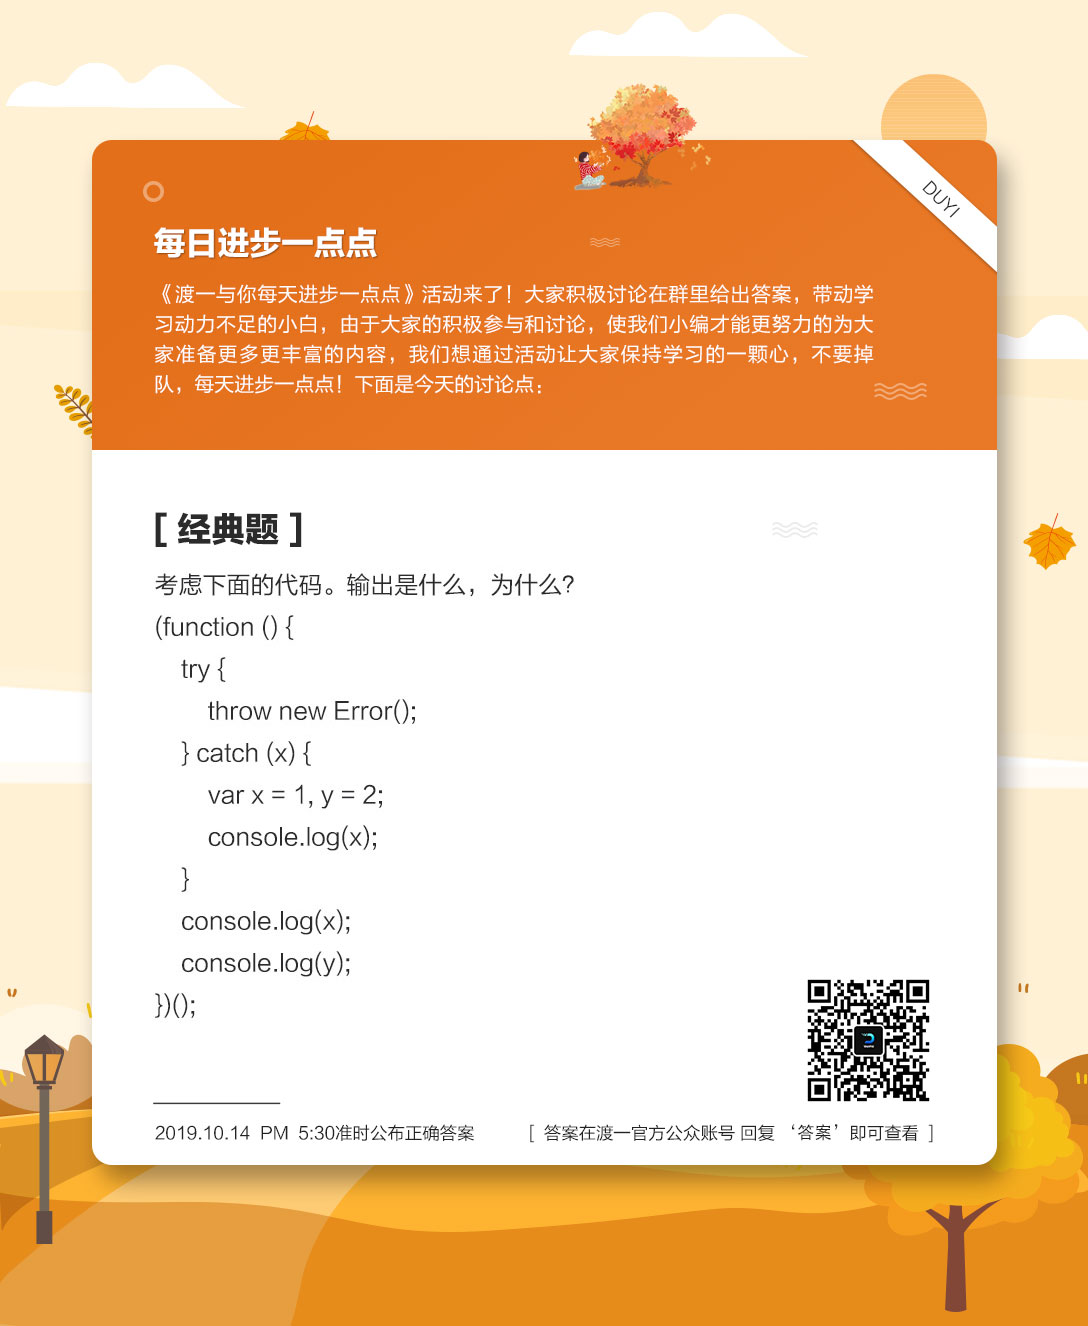 DUYI
每日进步一点点
《渡一与你每天进步一点点》活动来了！大家积极讨论在群里给出答案，带动学
习动力不足的小白，由于大家的积极参与和讨论，使我们小编才能更努力的为大
家准备更多更丰富的内容，我们想通过活动让大家保持学习的一颗心，不要掉
队，每天进步一点点！下面是今天的讨论点：
[ 经典题 ]
考虑下面的代码。输出是什么，为什么？
(function () {
    try {
        throw new Error();
    } catch (x) {
        var x = 1, y = 2;
        console.log(x);
    }
    console.log(x);
    console.log(y);
})();
2019.10.14  PM  5:30准时公布正确答案
[  答案在渡一官方公众账号 回复 ‘答案’ 即可查看  ]